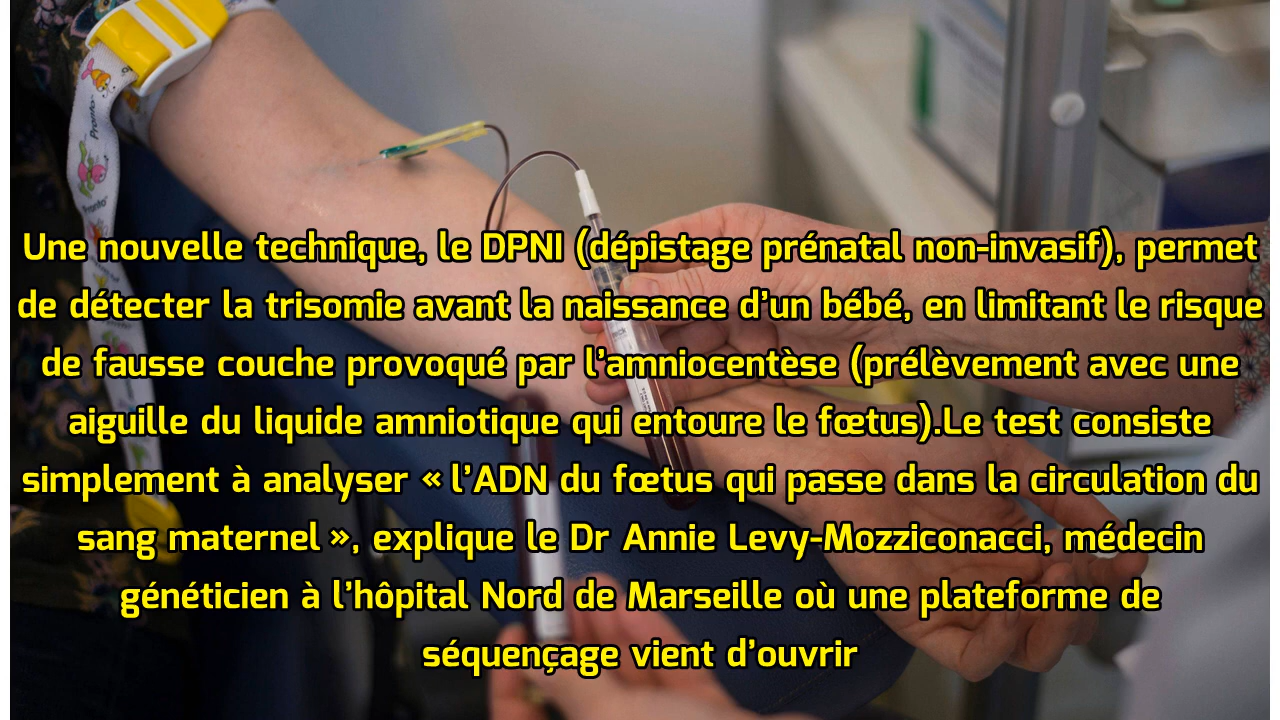 Pronto
Pronto
Une nouvelle technique, le DPNI (dépistage prénatal non-invasif), permet
de détecter la trisomie avant la naissance d’un bébé, en limitant le risque
de fausse couche provoqué par l’amniocentèse (prélèvement avec une
aiguille du liquide amniotique qui entoure le fœtus).Le test consiste
simplement à analyser « l’ADN du fœtus qui passe dans la circulation du
sang maternel », explique le Dr Annie Levy-Mozziconacci, médecin
généticien à l’hôpital Nord de Marseille où une plateforme de
séquençage vient d’ouvrir